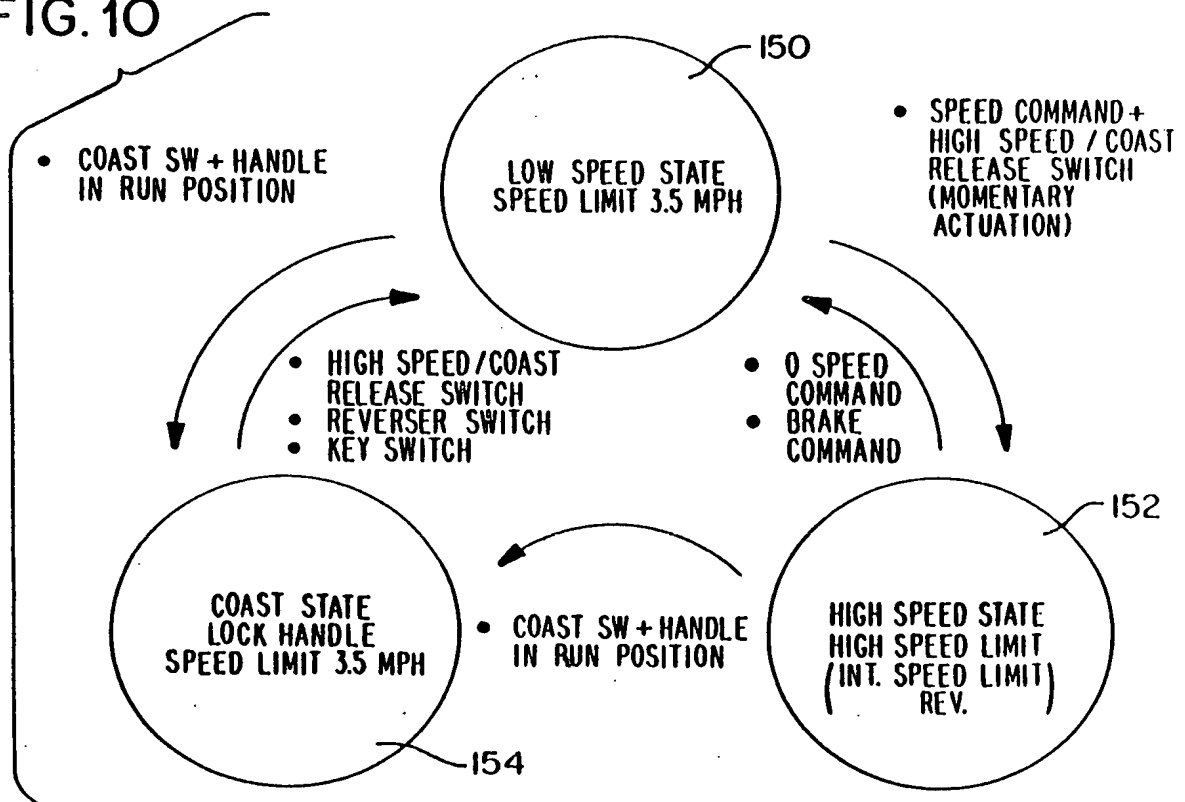 FIG. 10
150
• SPEED COMMAND +
HIGH SPEED / COAST
RELEASE SWITCH
(MOMENTARY
ACTUATION)
• COAST SW + HANDLE
IN RUN POSITION
LOW SPEED STATE
SPEED LIMIT 3.5 MPH
• HIGH SPEED/COAST
RELEASE SWITCH
• REVERSER SWITCH
• KEY SWITCH
• 0 SPEED
COMMAND
• BRAKE
COMMAND
152
COAST STATE
LOCK HANDLE
SPEED LIMIT 3.5 MPH
• COAST SW + HANDLE
IN RUN POSITION
HIGH SPEED STATE
HIGH SPEED LIMIT
(INT. SPEED LIMIT)
REV.
154